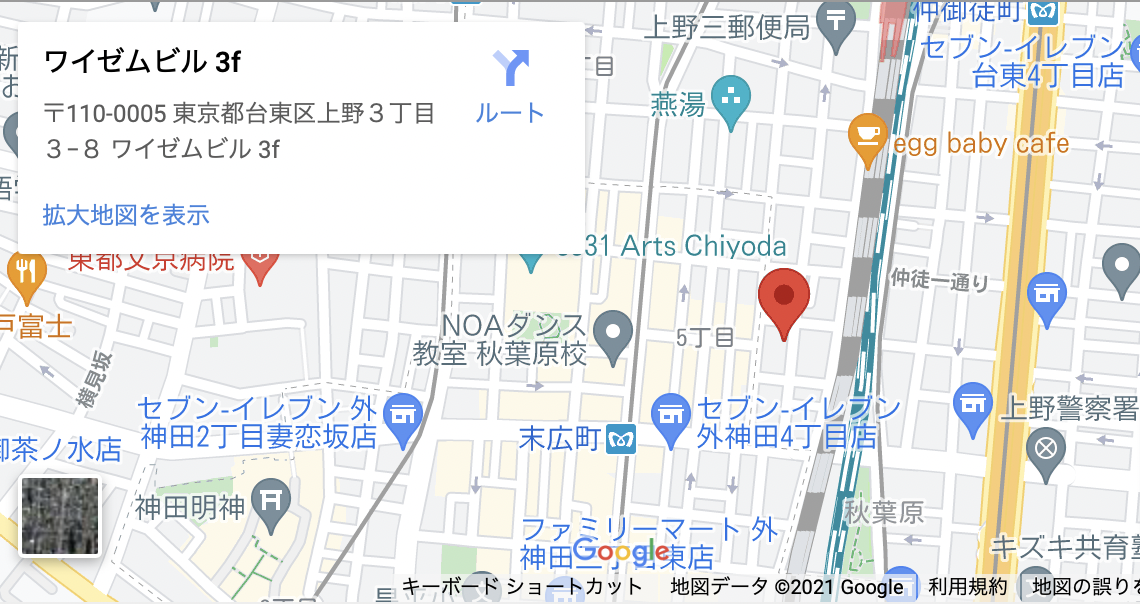 ワイゼムビル 3f
〒110-0005 東京都台東区上野３丁目
３−８ ワイゼムビル 3f
ルート
拡大地図を表示
上野三郵便局
仲御徒町
セブン-イレブン
台東4丁目店
燕湯
egg baby cafe
3331 Arts Chiyoda
東都文京病院
仲徒一通り
戸富士
NOAダンス
教室 秋葉原校
5丁目
横見坂
セブン-イレブン 外
神田2丁目妻恋坂店
セブン-イレブン
外神田4丁目店
上野警察署
御茶ノ水店
末広町
神田明神
秋葉原
ファミリーマート 外
キズキ共育塾
Google
キーボード ショートカット
地図データ ©2021 Google
利用規約
地図の誤りを